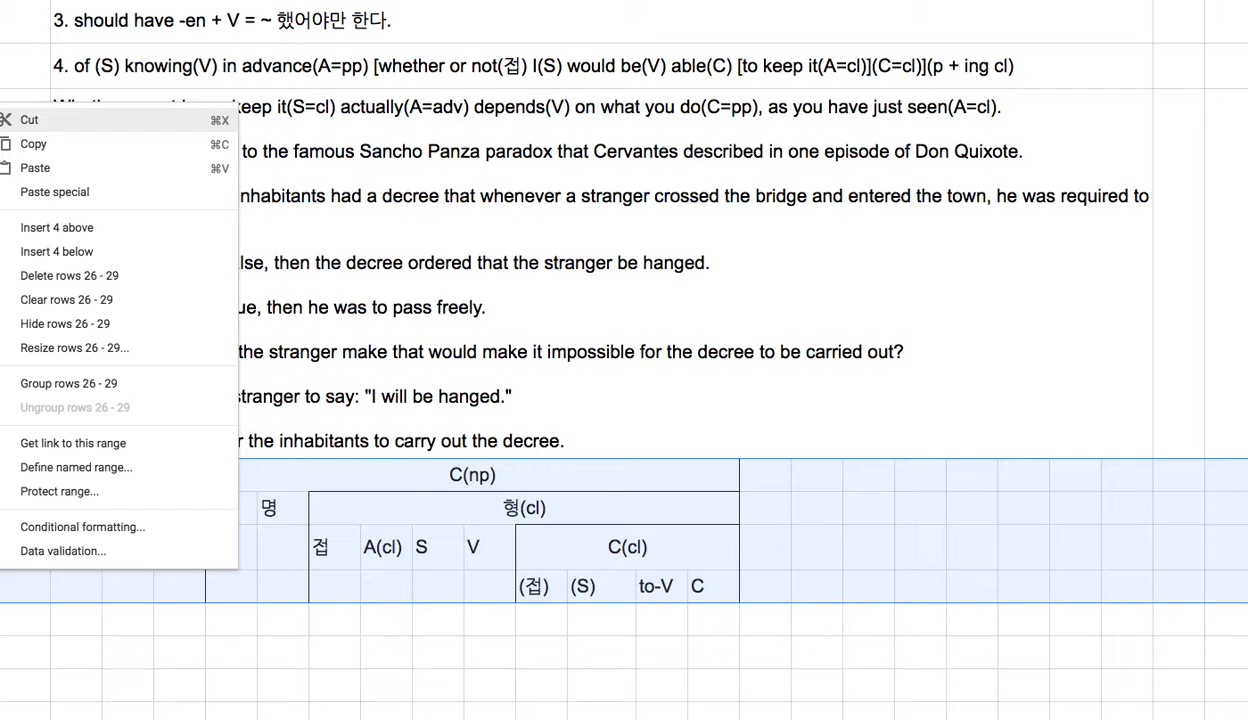 3. should have -en + V = ~ 했어야만 한다.
4. of (S) knowing(V) in advance(A=pp) [whether or not(접) I(S) would be(V) able(C) [to keep it(A=cl)](C=cl)](p + ing cl)
keep it(S=cl) actually(A=adv) depends(V) on what you do(C=pp), as you have just seen(A=cl).
to the famous Sancho Panza paradox that Cervantes described in one episode of Don Quixote.
inhabitants had a decree that whenever a stranger crossed the bridge and entered the town, he was required to
lse, then the decree ordered that the stranger be hanged.
ue, then he was to pass freely.
the stranger make that would make it impossible for the decree to be carried out?
stranger to say: "I will be hanged."
r the inhabitants to carry out the decree.
Cut ⌘X
Copy ⌘C
Paste ⌘V
Paste special
Insert 4 above
Insert 4 below
Delete rows 26 - 29
Clear rows 26 - 29
Hide rows 26 - 29
Resize rows 26 - 29...
Group rows 26 - 29
Ungroup rows 26 - 29
Get link to this range
Define named range...
Protect range...
Conditional formatting...
Data validation...
C(np)
명 형(cl)
접 A(cl) S V C(cl)
(접) (S) to-V C